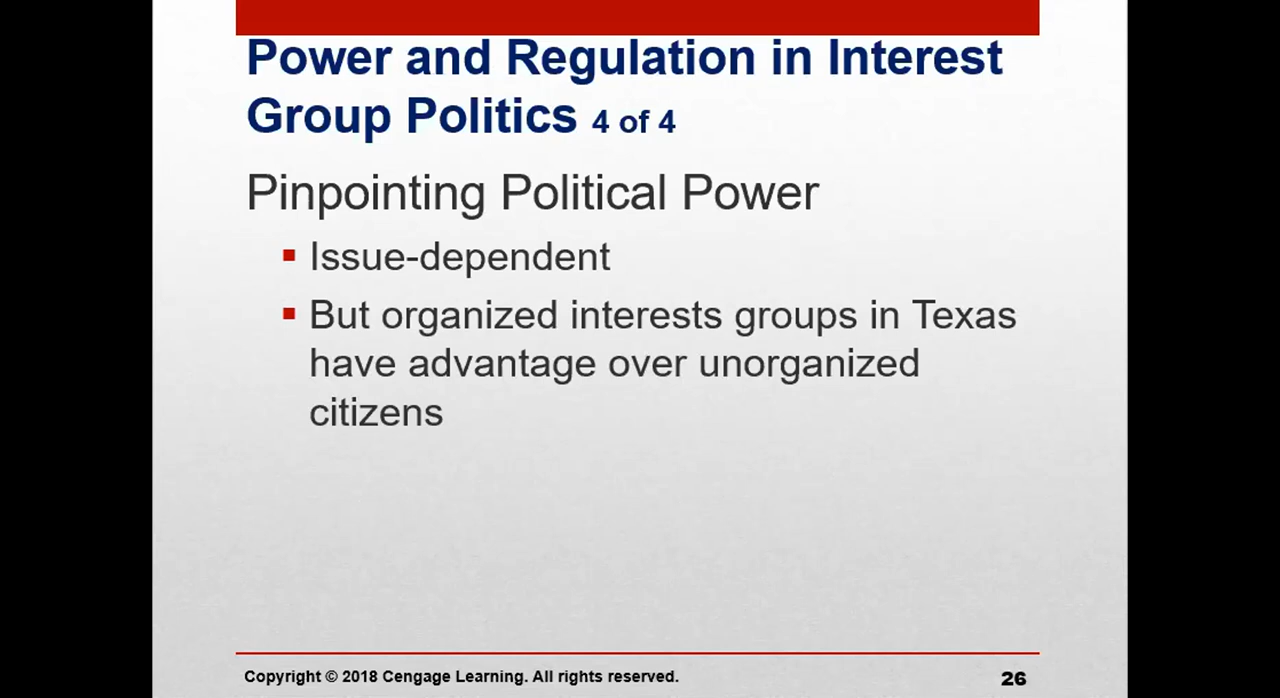 Power and Regulation in Interest
Group Politics 4 of 4
Pinpointing Political Power
Issue-dependent
But organized interests groups in Texas
have advantage over unorganized
citizens
Copyright © 2018 Cengage Learning. All rights reserved.
26